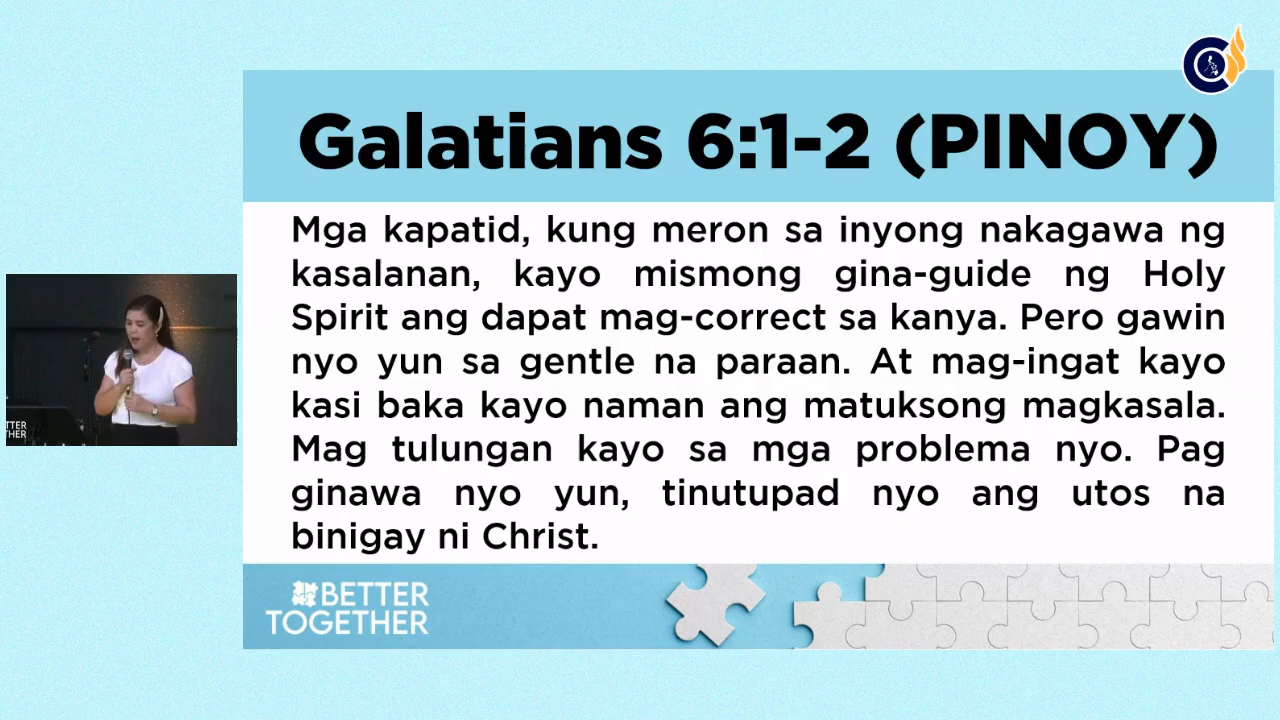 Galatians 6:1-2 (PINOY)
Mga kapatid, kung meron sa inyong nakagawa ng
kasalanan, kayo mismong gina-guide ng Holy
Spirit ang dapat mag-correct sa kanya. Pero gawin
nyo yun sa gentle na paraan. At mag-ingat kayo
kasi baka kayo naman ang matuksong magkasala.
Mag tulungan kayo sa mga problema nyo. Pag
ginawa nyo yun, tinutupad nyo ang utos na
binigay ni Christ.
TTER
HER
BETTER
TOGETHER